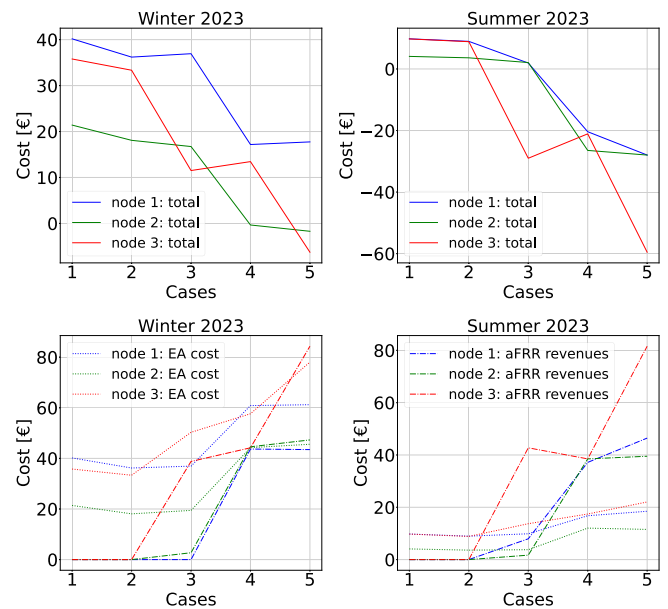 Winter 2023
40
30
20
10
0
Cost [€]
node 1: total
node 2: total
node 3: total
1 2 3 4 5
Cases
Summer 2023
0
−20
−40
−60
Cost [€]
node 1: total
node 2: total
node 3: total
1 2 3 4 5
Cases
Winter 2023
80
60
40
20
0
Cost [€]
node 1: EA cost
node 2: EA cost
node 3: EA cost
1 2 3 4 5
Cases
Summer 2023
80
60
40
20
0
Cost [€]
node 1: aFRR revenues
node 2: aFRR revenues
node 3: aFRR revenues
1 2 3 4 5
Cases